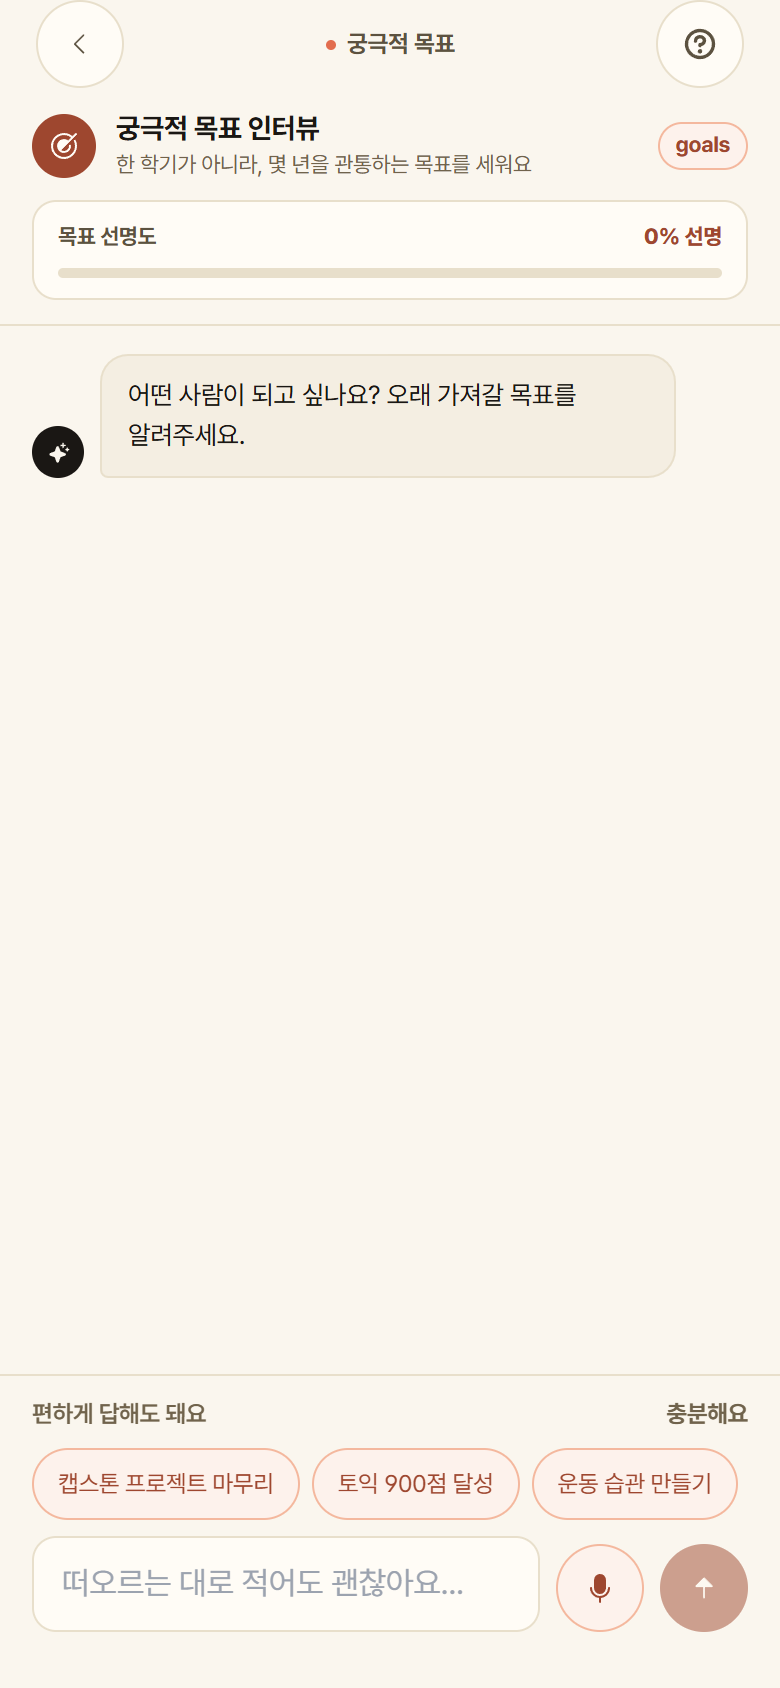 궁극적 목표
궁극적 목표 인터뷰
한 학기가 아니라, 몇 년을 관통하는 목표를 세워요
goals
목표 선명도
0% 선명
어떤 사람이 되고 싶나요? 오래 가져갈 목표를
알려주세요.
편하게 답해도 돼요
충분해요
캡스톤 프로젝트 마무리
토익 900점 달성
운동 습관 만들기
떠오르는 대로 적어도 괜찮아요...